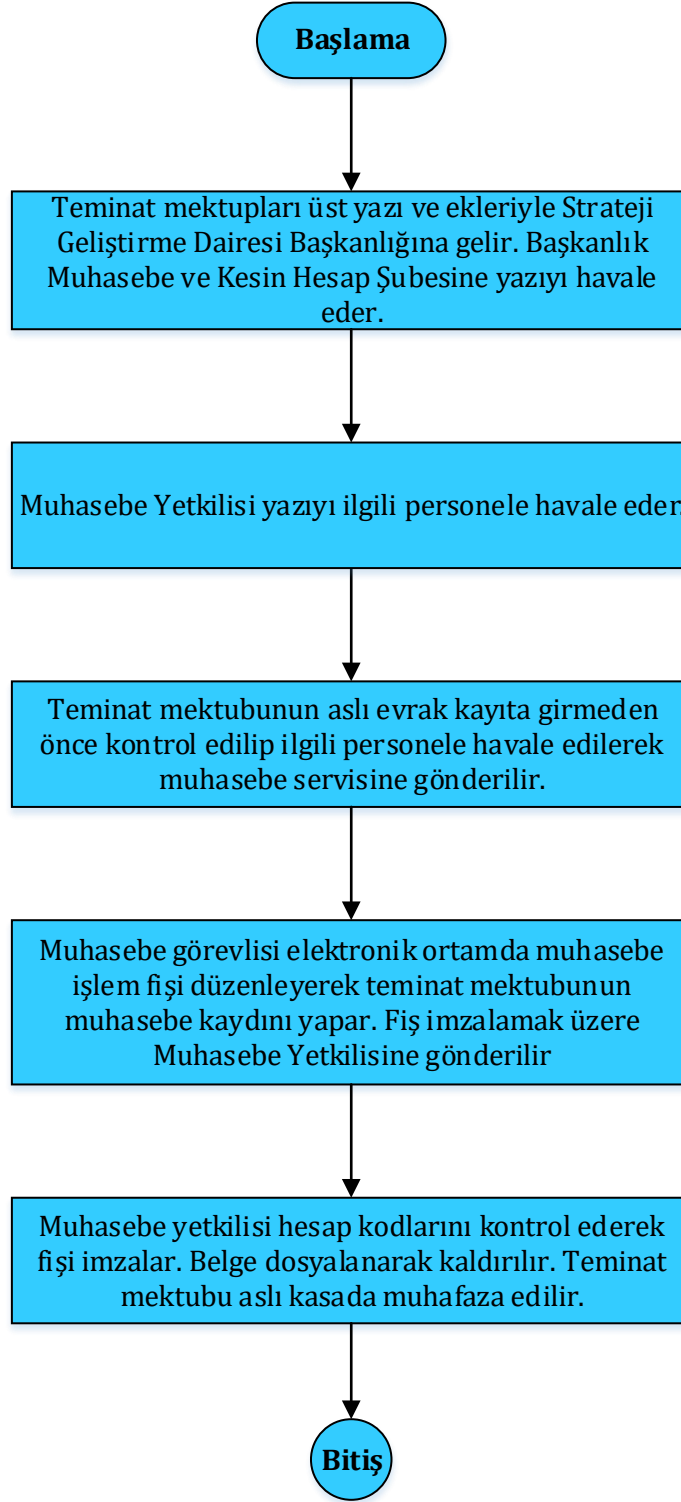 Başlama
Teminat mektupları üst yazı ve ekleriyle Strateji
Geliştirme Dairesi Başkanlığına gelir. Başkanlık
Muhasebe ve Kesin Hesap Şubesine yazıyı havale
eder.
Muhasebe Yetkilisi yazıyı ilgili personele havale eder.
Teminat mektubunun aslı evrak kayıta girmeden
önce kontrol edilip ilgili personele havale edilerek
muhasebe servisine gönderilir.
Muhasebe görevlisi elektronik ortamda muhasebe
işlem fişi düzenleyerek teminat mektubunun
muhasebe kaydını yapar. Fiş imzalamak üzere
Muhasebe Yetkilisine gönderilir
Muhasebe yetkilisi hesap kodlarını kontrol ederek
fişi imzalar. Belge dosyalanarak kaldırılır. Teminat
mektubu aslı kasada muhafaza edilir.
Bitiş